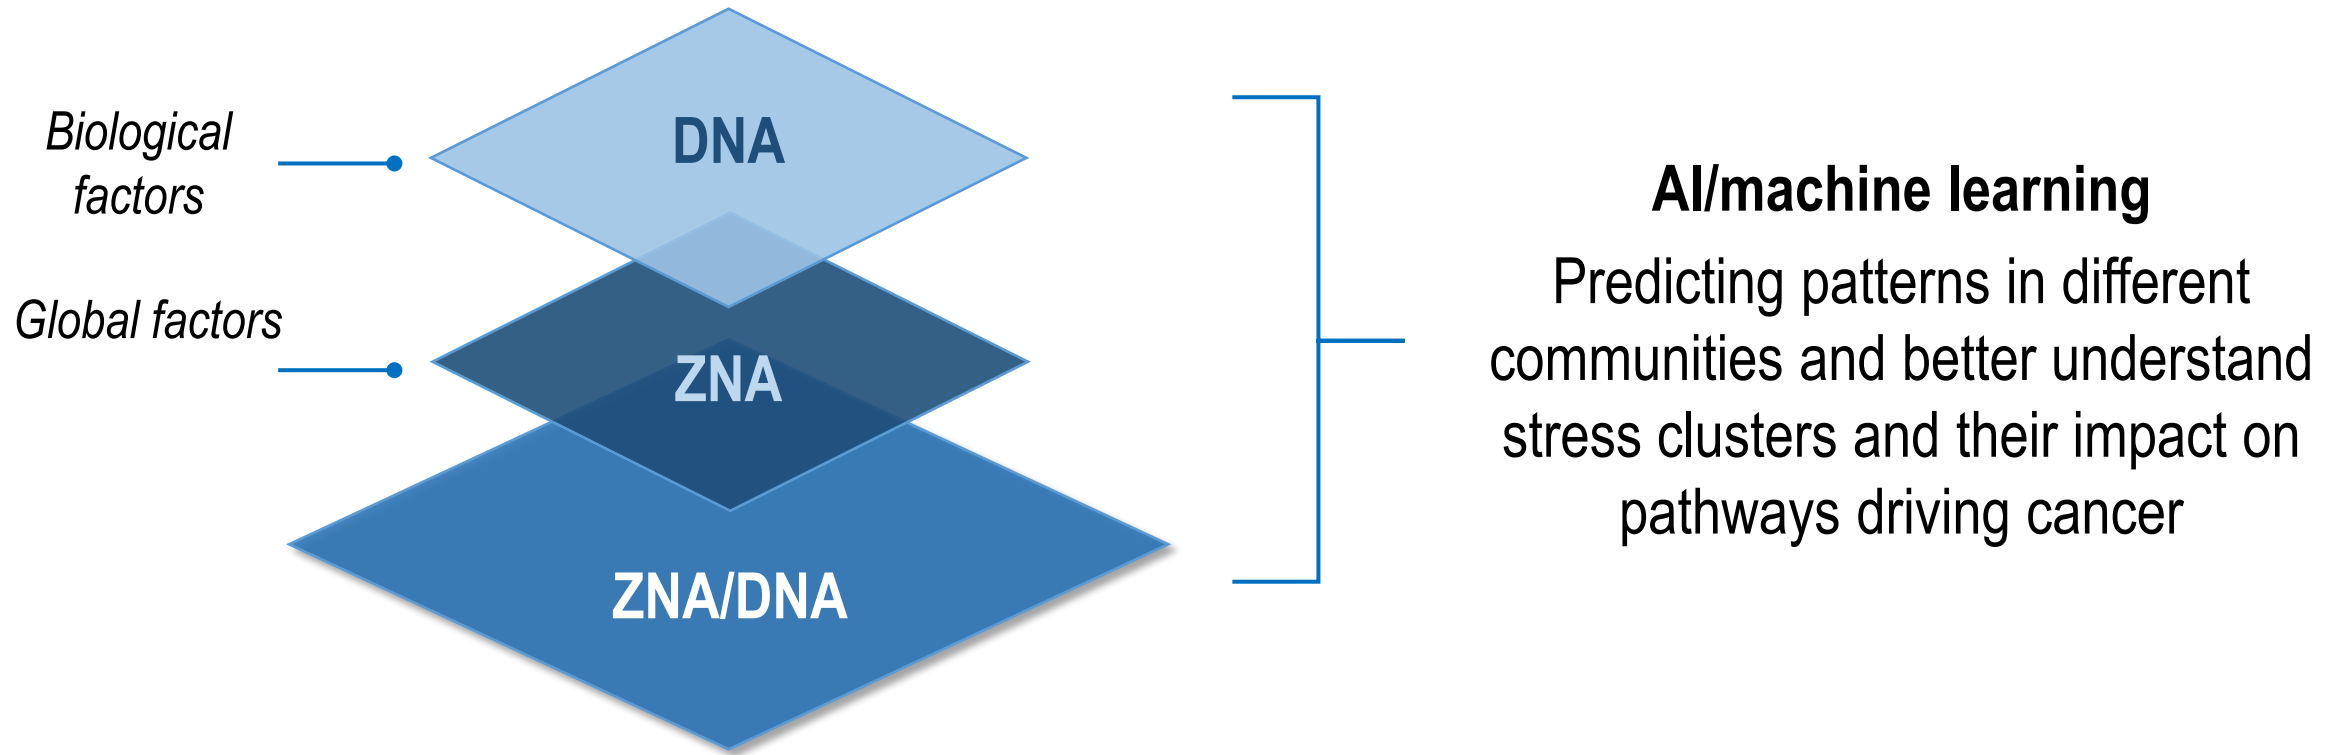 Biological
factors
Global factors
DNA
ZNA
ZNA/DNA
AI/machine learning
Predicting patterns in different
communities and better understand
stress clusters and their impact on
pathways driving cancer